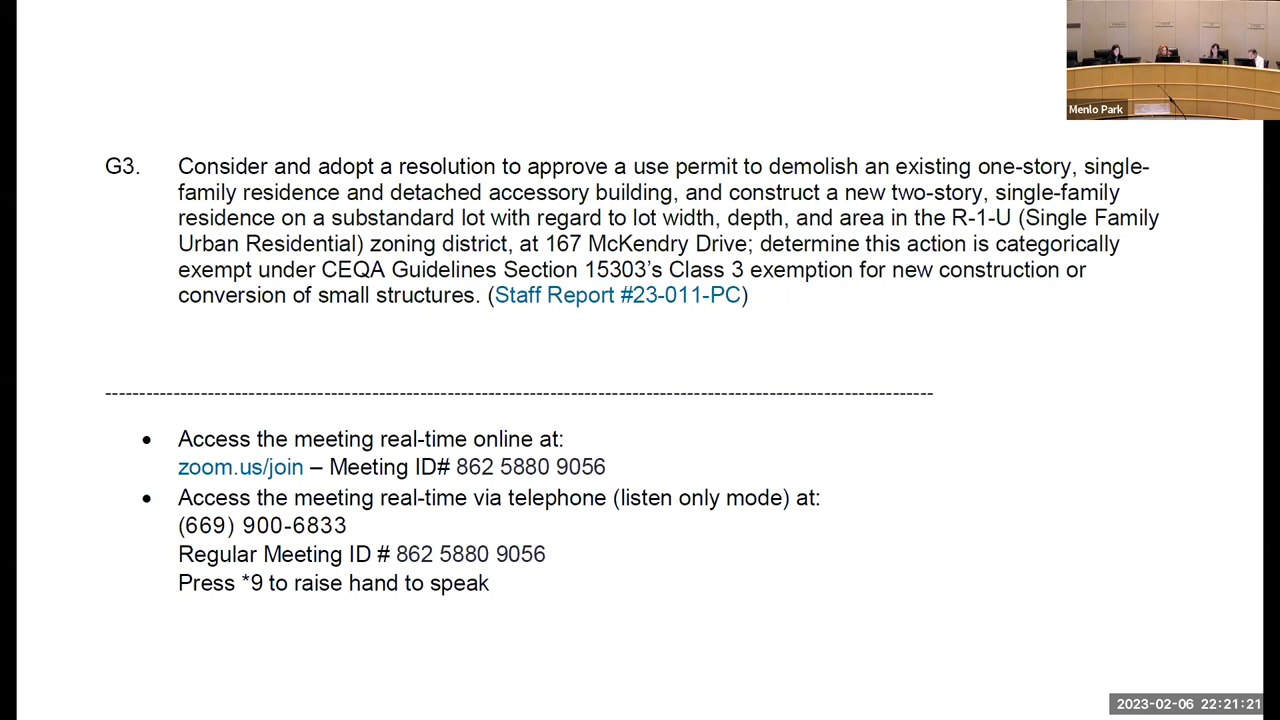 Menlo Park
G3. Consider and adopt a resolution to approve a use permit to demolish an existing one-story, single-
family residence and detached accessory building, and construct a new two-story, single-family
residence on a substandard lot with regard to lot width, depth, and area in the R-1-U (Single Family
Urban Residential) zoning district, at 167 McKendry Drive; determine this action is categorically
exempt under CEQA Guidelines Section 15303’s Class 3 exemption for new construction or
conversion of small structures. (Staff Report #23-011-PC)
• Access the meeting real-time online at:
zoom.us/join – Meeting ID# 862 5880 9056
• Access the meeting real-time via telephone (listen only mode) at:
(669) 900-6833
Regular Meeting ID # 862 5880 9056
Press *9 to raise hand to speak
2023-02-06 22:21:21